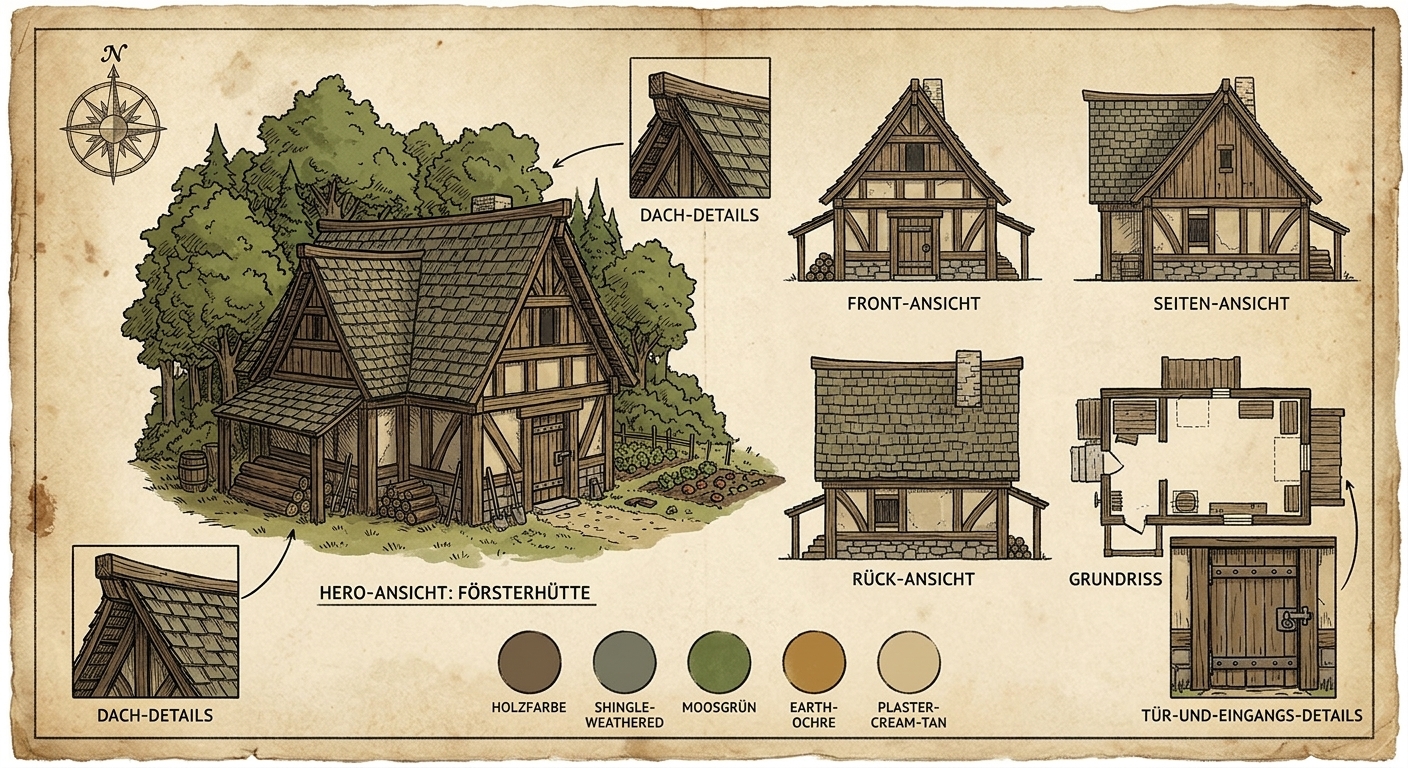 N
DACH-DETAILS
FRONT-ANSICHT
SEITEN-ANSICHT
RÜCK-ANSICHT
GRUNDRISS
HERO-ANSICHT: FÖRSTERHÜTTE
DACH-DETAILS
HOLZFARBE
SHINGLE-
WEATHERED
MOOSGRÜN
EARTH-
OCHRE
PLASTER-
CREAM-TAN
TÜR-UND-EINGANGS-DETAILS